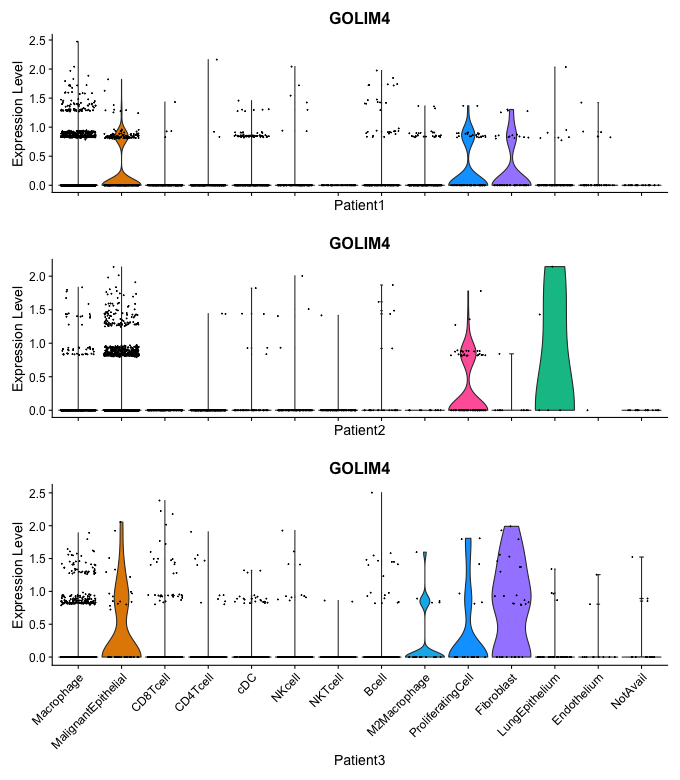 GOLIM4
Expression Level
2.5
2.0
1.5
1.0
0.5
0.0
Patient1
GOLIM4
Expression Level
2.0
1.5
1.0
0.5
0.0
Patient2
GOLIM4
Expression Level
2.5
2.0
1.5
1.0
0.5
0.0
Macrophage
MalignantEpithelial
CD8Tcell
CD4Tcell
cDC
NKcell
NKTcell
Bcell
M2Macrophage
ProliferatingCell
Fibroblast
LungEpithelium
Endothelium
NotAvail
Patient3